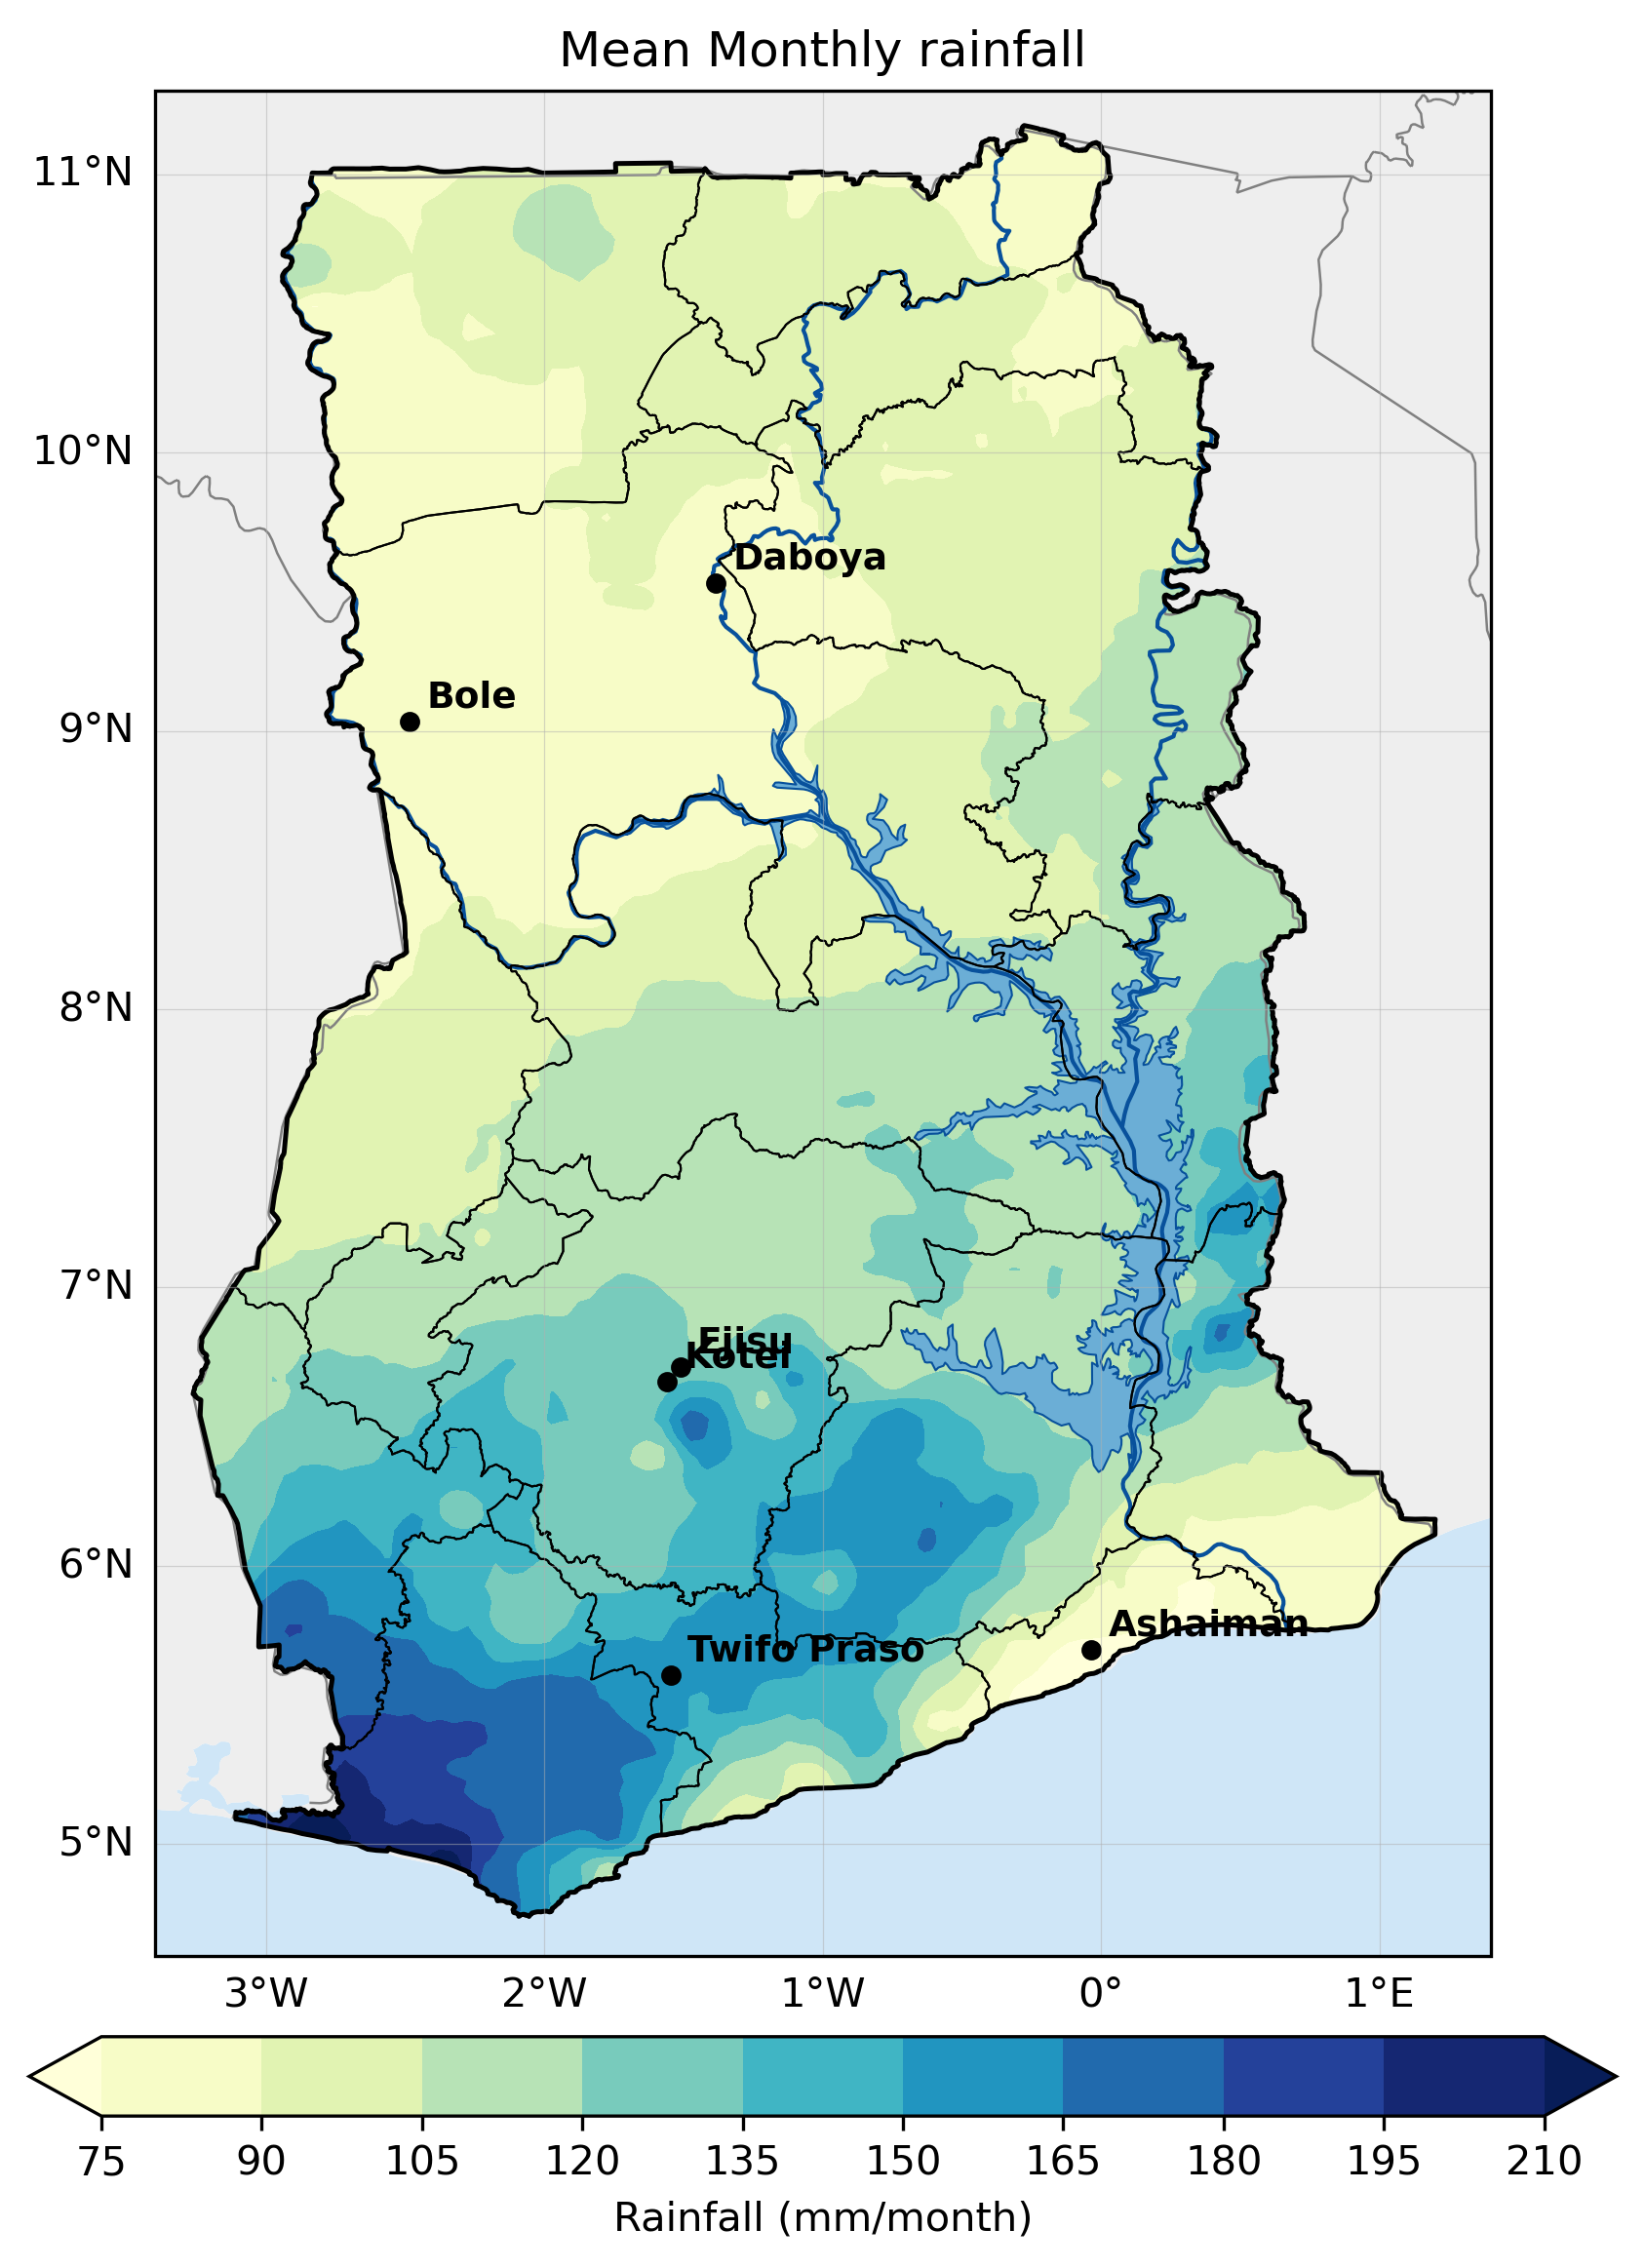 Mean Monthly rainfall
11°N
10°N
Daboya
Bole
9°N
8°N
7°N
Ejisu
Kotei
6°N
Ashaiman
Twifo Praso
5°N
3°W 2°W 1°W 0° 1°E
75 90 105 120 135 150 165 180 195 210
Rainfall (mm/month)